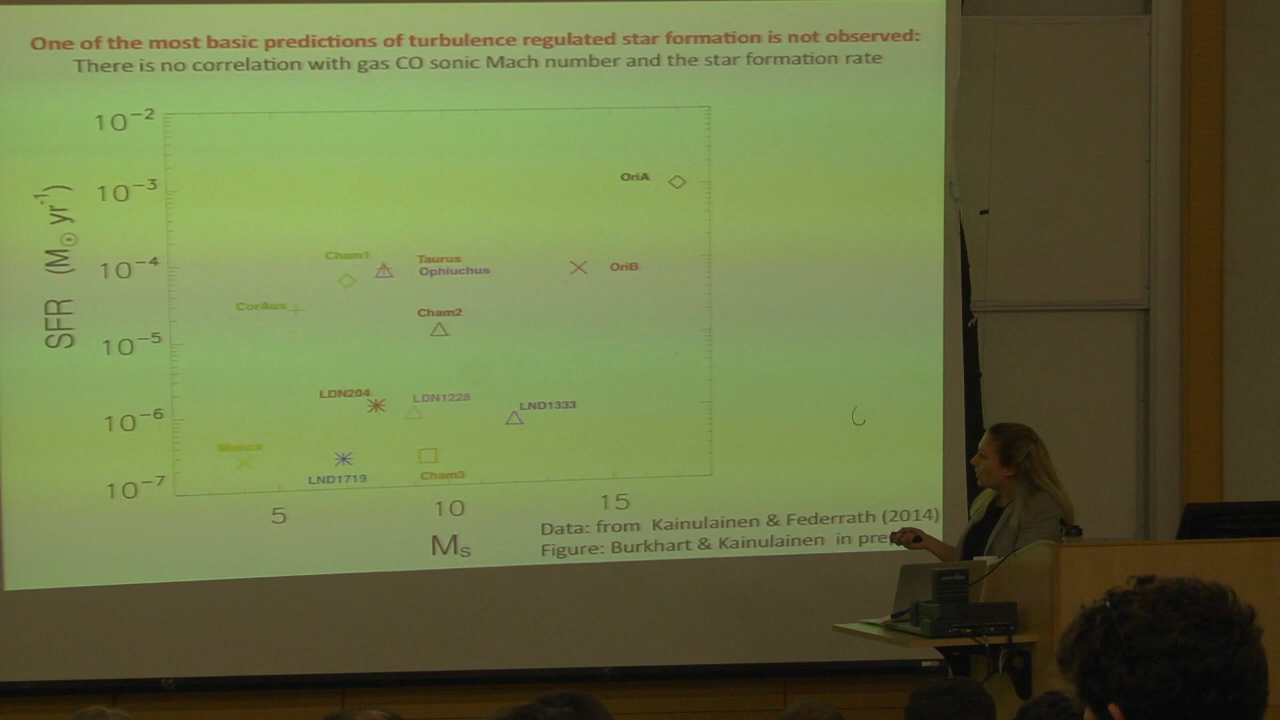 One of the most basic predictions of turbulence regulated star formation is not observed:
There is no correlation with gas CO sonic Mach number and the star formation rate
10⁻²
10⁻³
10⁻⁴
10⁻⁵
10⁻⁶
10⁻⁷
SFR (M☉ yr⁻¹)
OriA
Cham1
Taurus
Ophiuchus
OriB
CorAus
Cham2
LDN204
LDN1228
LND1333
Musca
LND1719
Cham3
5
10
15
Mₛ
Data: from Kainulainen & Federrath (2014)
Figure: Burkhart & Kainulainen in pre